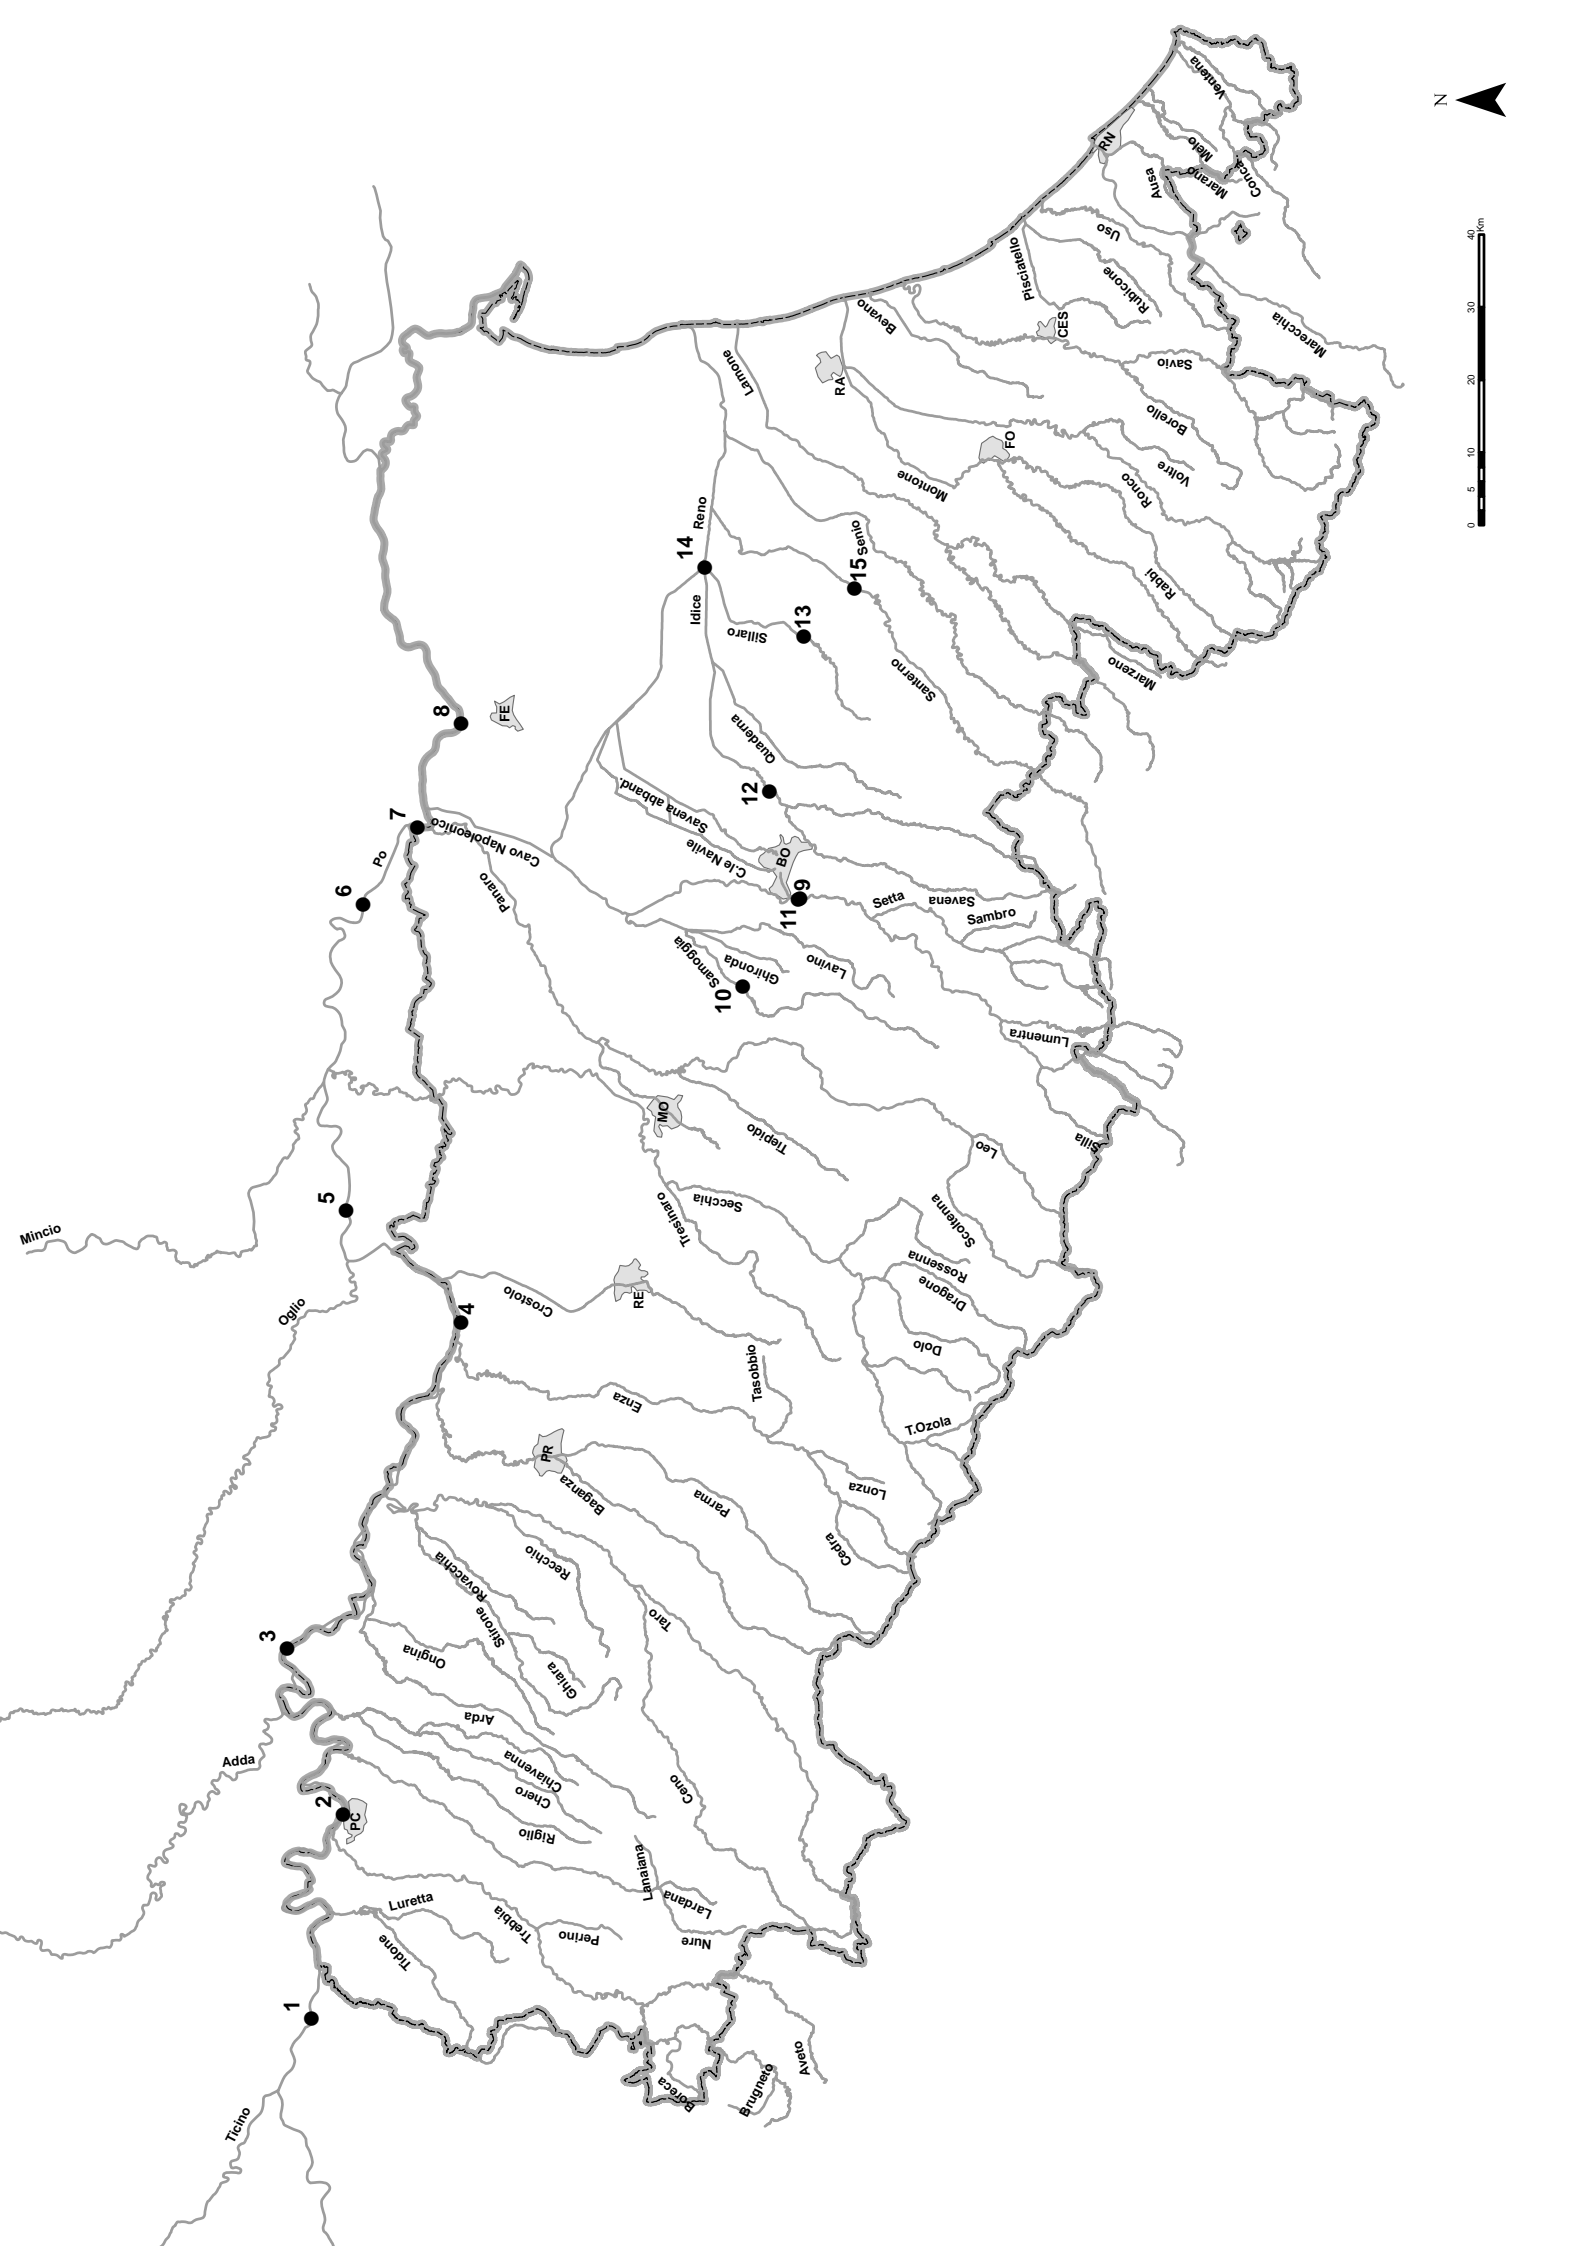 N
0
5
10
20
30
40
Km
Ticino
1
Adda
2
PC
3
Oglio
Mincio
4
5
6
Po
7
8
FE
Tidone
Luretta
Trebbia
Perino
Nure
Lardana
Lanaiana
Boreca
Brugneto
Aveto
Riglio
Chero
Chiavenna
Arda
Ongina
Stirone
Rovacchia
Ghiara
Recchio
Taro
Ceno
PR
Baganza
Parma
Enza
Cedra
Lonza
Tasobbio
Crostolo
RE
T.Ozola
Dolo
Dragone
Rossenna
Secchia
Tresinaro
MO
Tiepido
Scoltenna
Leo
Panaro
Cavo Napoleonico
Silla
Lumentra
Samoggia
Ghironda
Lavino
10
11
9
BO
C.le Navile
Savena abband.
Setta
Savena
Sambro
12
Quaderna
Idice
Sillaro
13
14
Reno
15
Senio
Santerno
Lamone
Marzeno
Montone
RA
FO
Rabbi
Ronco
Voltre
Bevano
Borello
Savio
CES
Pisciatello
Rubicone
Uso
Marecchia
Ausa
RN
Marano
Melo
Conca
Ventena